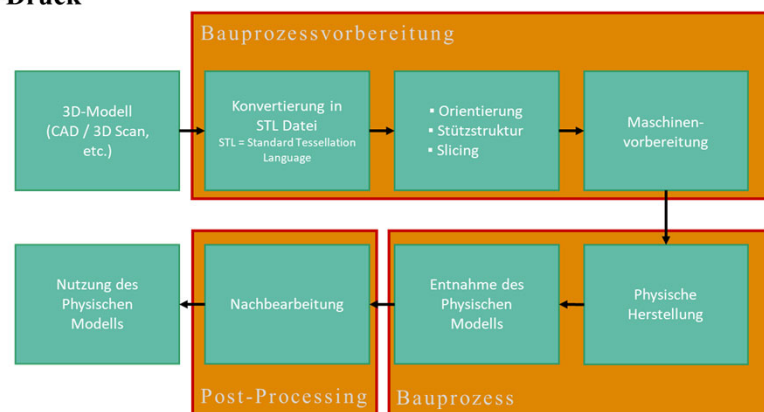 Druck
Bauprozessvorbereitung
3D-Modell
(CAD / 3D Scan,
etc.)
Konvertierung in
STL Datei
STL = Standard Tessellation
Language
▪ Orientierung
▪ Stützstruktur
▪ Slicing
Maschinen-
vorbereitung
Physische
Herstellung
Entnahme des
Physischen
Modells
Nachbearbeitung
Nutzung des
Physischen
Modells
Post-Processing
Bauprozess